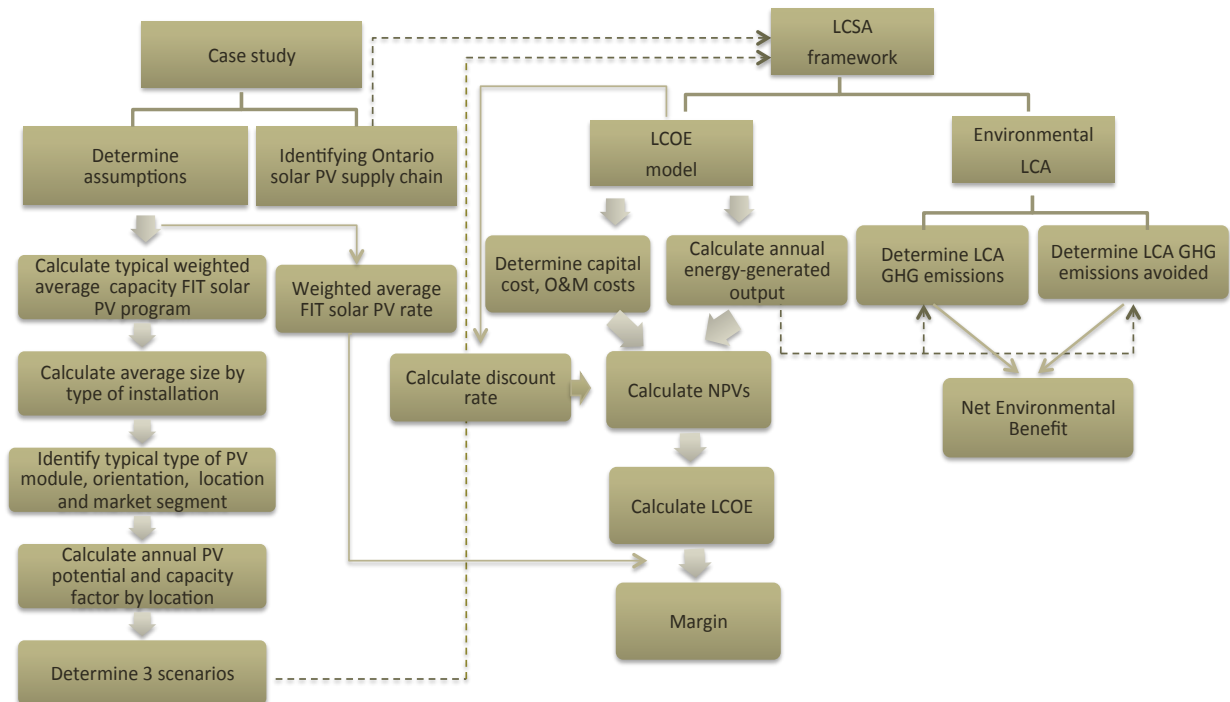 Case study
Determine
assumptions
Identifying Ontario
solar PV supply chain
Calculate typical weighted
average capacity FIT solar
PV program
Weighted average
FIT solar PV rate
Calculate average size by
type of installation
Identify typical type of PV
module, orientation, location
and market segment
Calculate annual PV
potential and capacity
factor by location
Determine 3 scenarios
LCSA
framework
LCOE
model
Environmental
LCA
Determine capital
cost, O&M costs
Calculate annual
energy-generated
output
Determine LCA
GHG emissions
Determine LCA GHG
emissions avoided
Calculate discount
rate
Calculate NPVs
Net Environmental
Benefit
Calculate LCOE
Margin